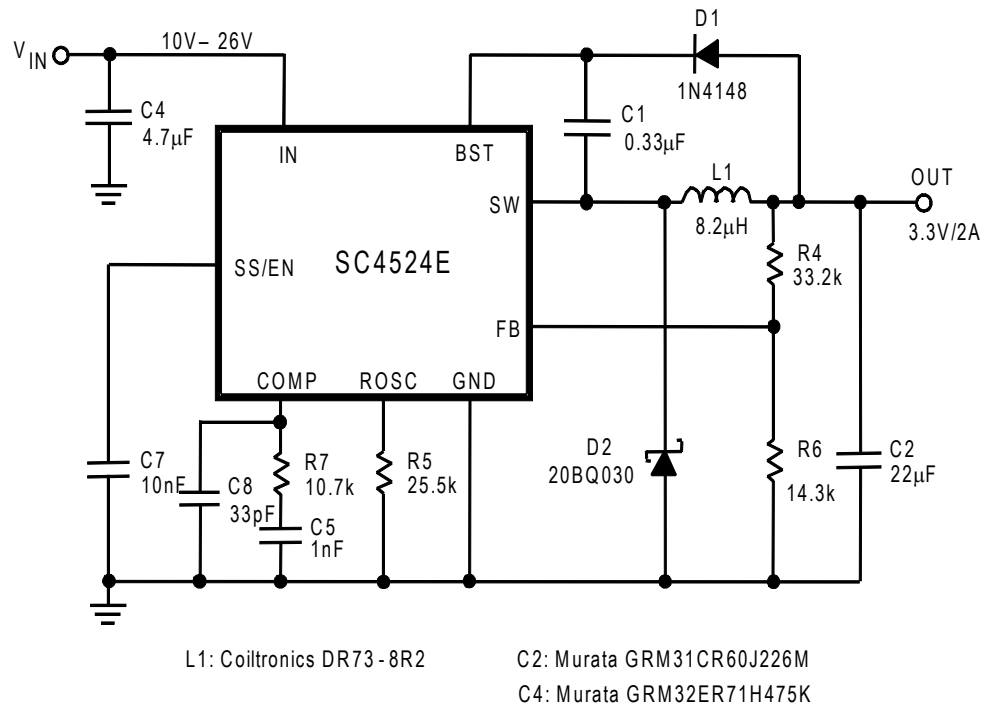 D1
V IN
10V – 26V
1N4148
C4
4.7μF
C1
0.33μF
IN
BST
L1
OUT
SW
8.2μH
3.3V/2A
SS/EN
SC4524E
R4
33.2k
FB
COMP
ROSC
GND
C7
10nF
C8
33pF
R7
10.7k
R5
25.5k
D2
20BQ030
R6
14.3k
C2
22μF
C5
1nF
L1: Coiltronics DR73 - 8R2
C2: Murata GRM31CR60J226M
C4: Murata GRM32ER71H475K